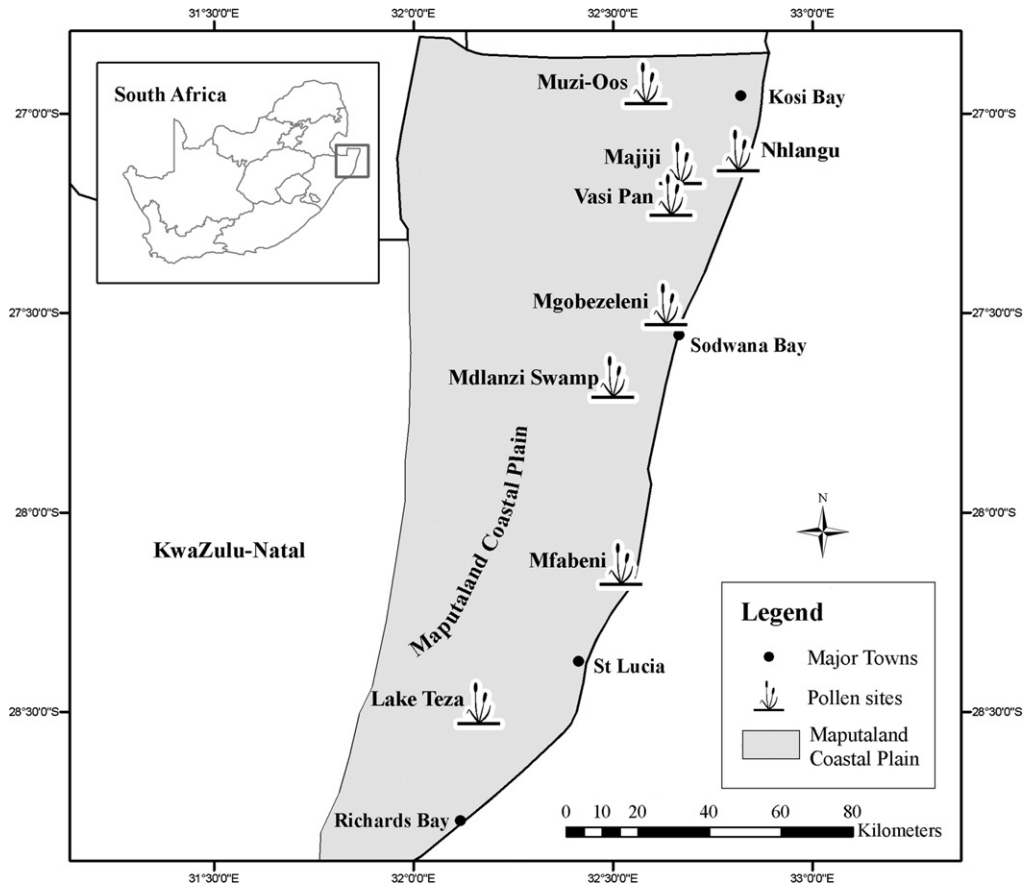 31°30'0"E
32°0'0"E
32°30'0"E
33°0'0"E
South Africa
Muzi-Oos
Kosi Bay
27°0'0"S
27°0'0"S
Majiji
Nhlangu
Vasi Pan
Mgobezeleni
27°30'0"S
27°30'0"S
Sodwana Bay
Mdlanzi Swamp
Maputaland Coastal Plain
28°0'0"S
28°0'0"S
N
KwaZulu-Natal
Mfabeni
Legend
Major Towns
St Lucia
Pollen sites
Lake Teza
28°30'0"S
28°30'0"S
Maputaland
Coastal Plain
Richards Bay
0 10 20 40 60 80
Kilometers
31°30'0"E
32°0'0"E
32°30'0"E
33°0'0"E